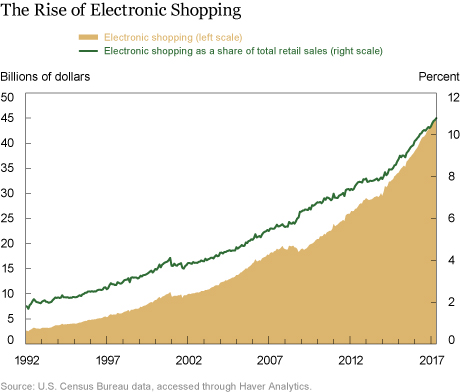 The Rise of Electronic Shopping
Electronic shopping (left scale)
Electronic shopping as a share of total retail sales (right scale)
Billions of dollars Percent
50 12
45
40 10
35
30 8
25 6
20
15 4
10
5 2
0 0
1992 1997 2002 2007 2012 2017
Source: U.S. Census Bureau data, accessed through Haver Analytics.